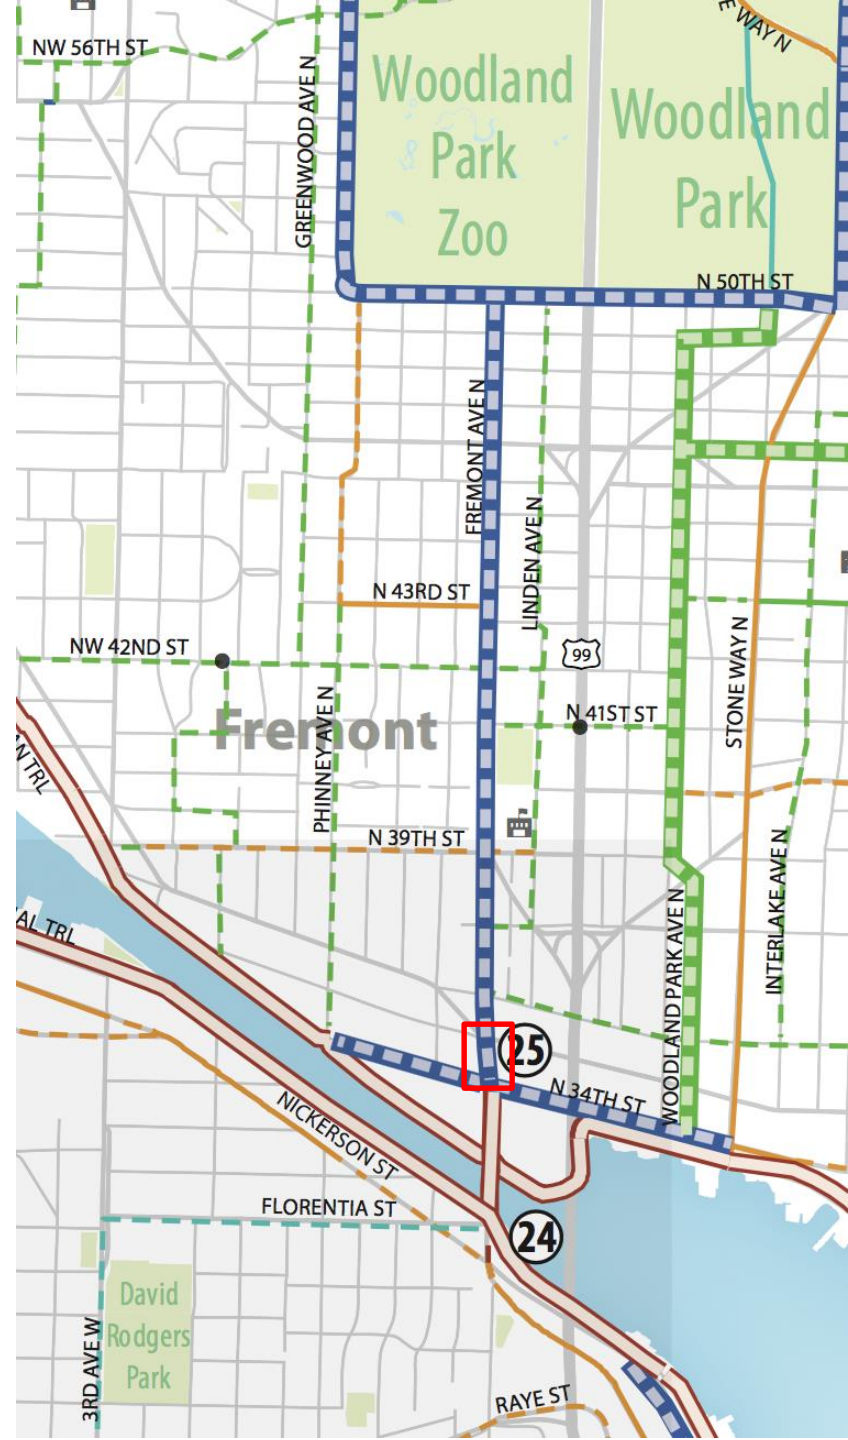 E WAY N
NW 56TH ST
GREENWOOD AVE N
Woodland
Park
Zoo
Woodland
Park
N 50TH ST
FREMONT AVE N
LINDEN AVE N
N 43RD ST
NW 42ND ST
99
STONE WAY N
N 41ST ST
Fremont
PHINNEY AVE N
AN TRL
N 39TH ST
INTERLAKE AVE N
WOODLAND PARK AVE N
AL TRL
25
N 34TH ST
NICKERSON ST
FLORENTIA ST
24
David
Rodgers
Park
3RD AVE W
RAYE ST